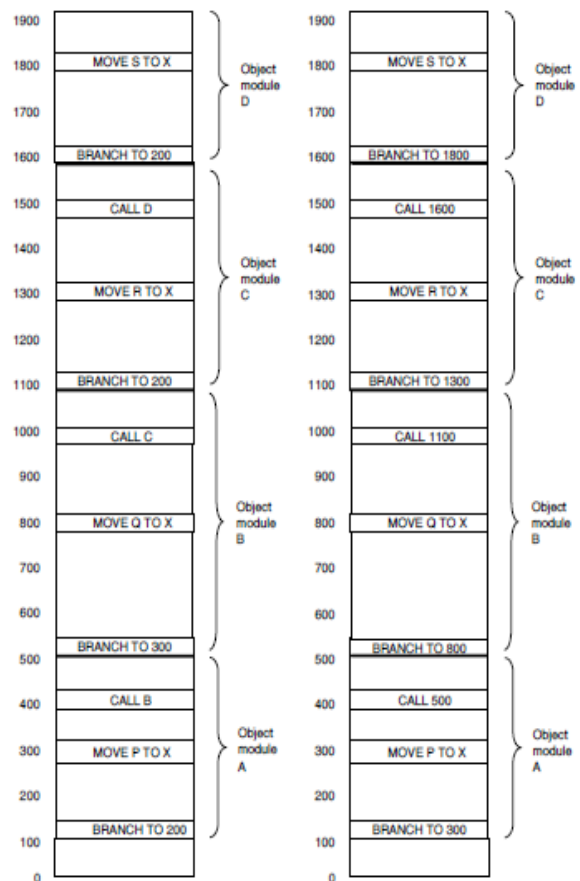 1900
MOVE S TO X
1800
Object
module
D
1700
BRANCH TO 200
1600
CALL D
1500
1400
Object
module
C
MOVE R TO X
1300
1200
BRANCH TO 200
1100
CALL C
1000
900
Object
module
B
MOVE Q TO X
800
700
600
BRANCH TO 300
500
CALL B
400
Object
module
A
MOVE P TO X
300
200
BRANCH TO 200
100
0
1900
MOVE S TO X
1800
Object
module
D
1700
BRANCH TO 1800
1600
CALL 1600
1500
1400
Object
module
C
MOVE R TO X
1300
1200
BRANCH TO 1300
1100
CALL 1100
1000
900
Object
module
B
MOVE Q TO X
800
700
600
BRANCH TO 800
500
CALL 500
400
Object
module
A
MOVE P TO X
300
200
BRANCH TO 300
100
0